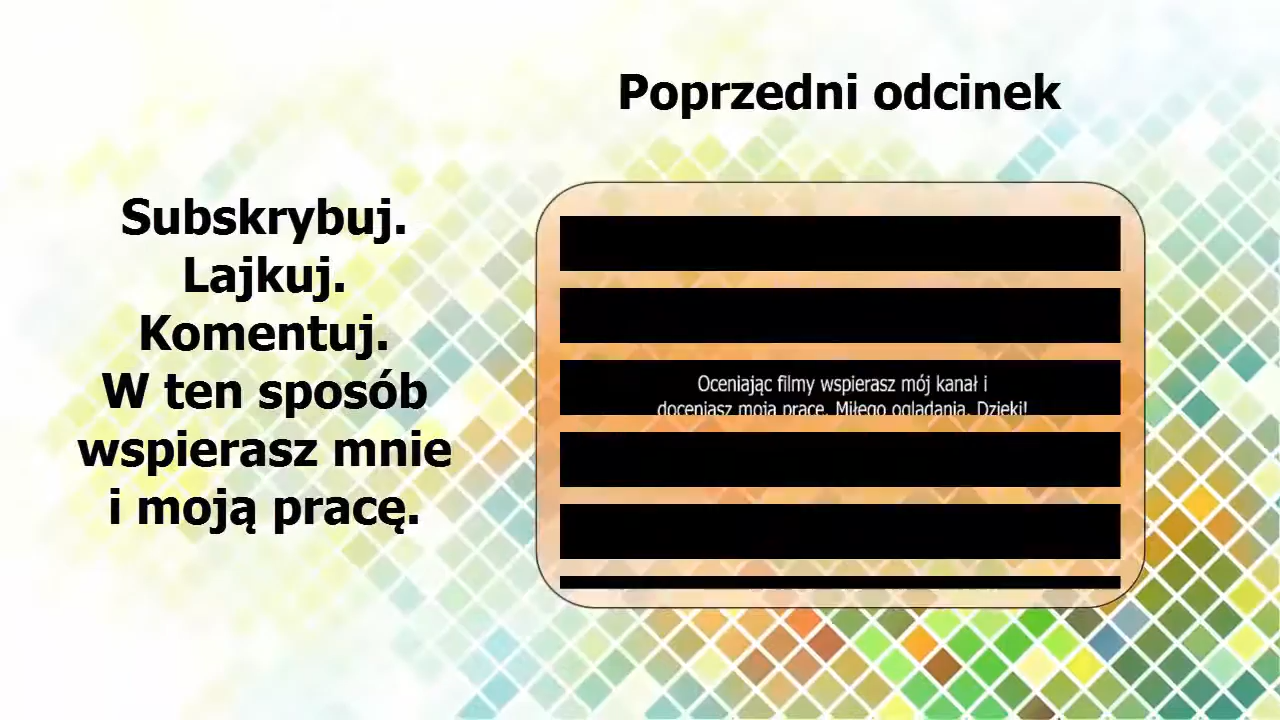 Poprzedni odcinek
Subskrybuj.
Lajkuj.
Komentuj.
W ten sposób
wspierasz mnie
i moją pracę.
Oceniając filmy wspierasz mój kanał i
doceniasz moją pracę. Miłego oglądania. Dzięki!